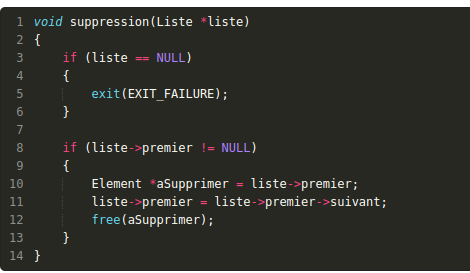 1 void suppression(Liste *liste)
2 {
3     if (liste == NULL)
4     {
5         exit(EXIT_FAILURE);
6     }
7
8     if (liste->premier != NULL)
9     {
10         Element *aSupprimer = liste->premier;
11         liste->premier = liste->premier->suivant;
12         free(aSupprimer);
13     }
14 }